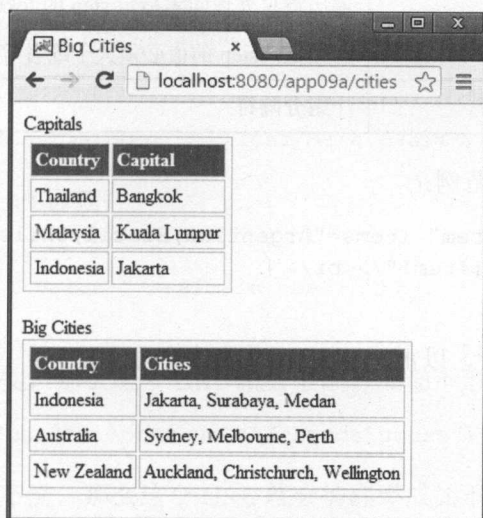 Big Cities
localhost:8080/app09a/cities
Capitals
Country Capital
Thailand Bangkok
Malaysia Kuala Lumpur
Indonesia Jakarta
Big Cities
Country Cities
Indonesia Jakarta, Surabaya, Medan
Australia Sydney, Melbourne, Perth
New Zealand Auckland, Christchurch, Wellington